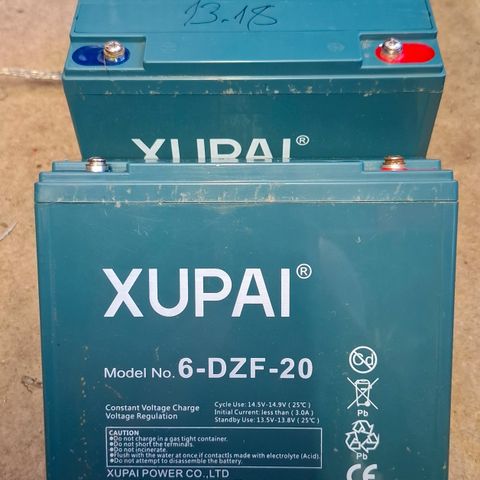 13.18
XUPAI®
XUPAI®
Model No. 6-DZF-20
Cd
Pb
Constant Voltage Charge
Voltage Regulation
Cycle Use: 14.5V-14.9V ( 25℃ )
Initial Current: less than ( 3.0A )
Standby Use: 13.5V-13.8V ( 25℃ )
Pb
CAUTION
●Do not charge in a gas tight container.
●Do not short the terminals.
●Do not incinerate.
●Flush with the water at once if contactls made with electrolyte (Acid).
●Do not attempt to disassemble the battery.
XUPAI POWER CO.,LTD
CE